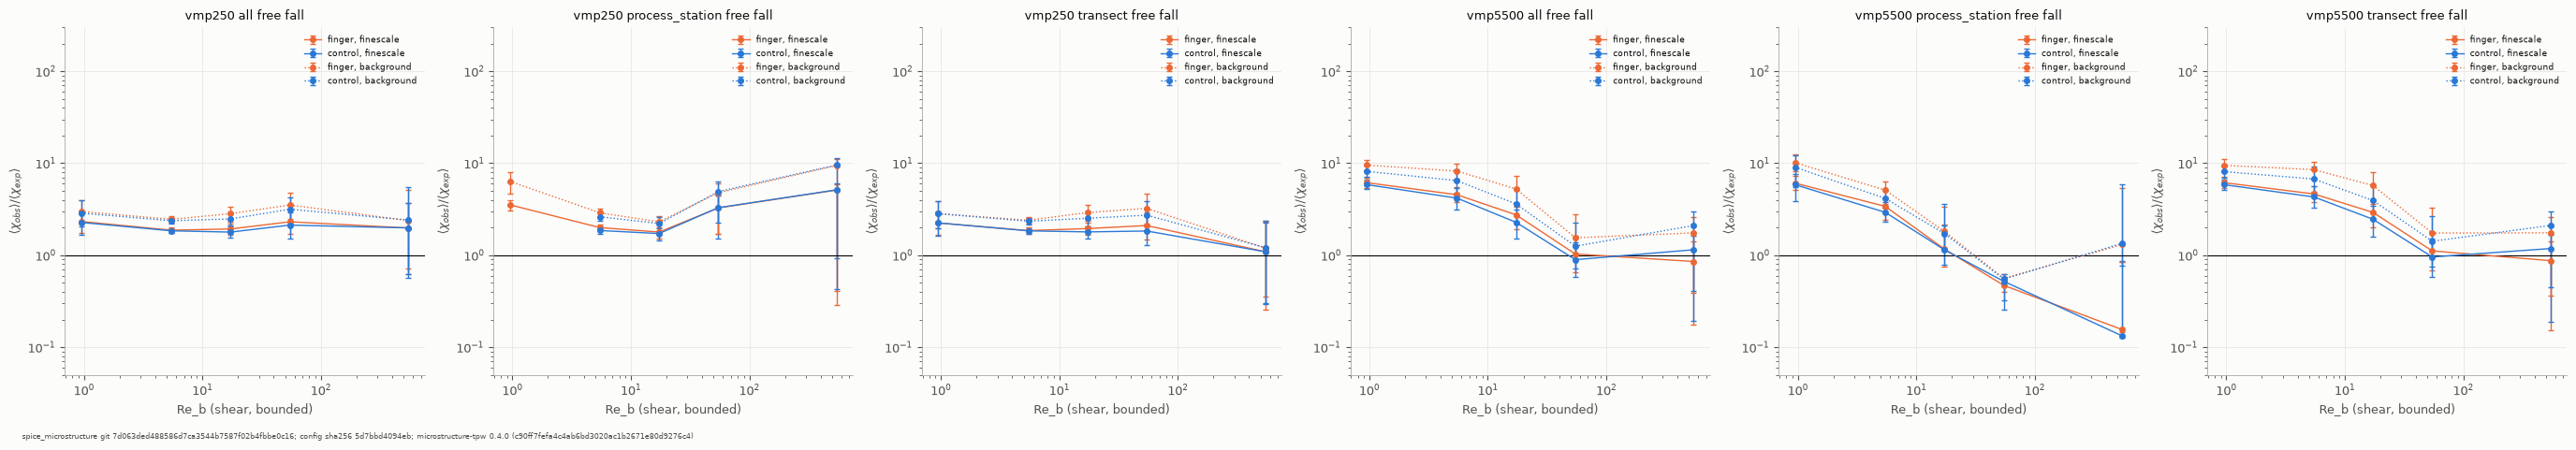 vmp250 all free fall
finger, finescale
control, finescale
finger, background
control, background
⟨χobs⟩/⟨χexp⟩
10² 10¹ 10⁰ 10⁻¹
10⁰ 10¹ 10²
Re_b (shear, bounded)
vmp250 process_station free fall
finger, finescale
control, finescale
finger, background
control, background
⟨χobs⟩/⟨χexp⟩
10² 10¹ 10⁰ 10⁻¹
10⁰ 10¹ 10²
Re_b (shear, bounded)
vmp250 transect free fall
finger, finescale
control, finescale
finger, background
control, background
⟨χobs⟩/⟨χexp⟩
10² 10¹ 10⁰ 10⁻¹
10⁰ 10¹ 10²
Re_b (shear, bounded)
vmp5500 all free fall
finger, finescale
control, finescale
finger, background
control, background
⟨χobs⟩/⟨χexp⟩
10² 10¹ 10⁰ 10⁻¹
10⁰ 10¹ 10²
Re_b (shear, bounded)
vmp5500 process_station free fall
finger, finescale
control, finescale
finger, background
control, background
⟨χobs⟩/⟨χexp⟩
10² 10¹ 10⁰ 10⁻¹
10⁰ 10¹ 10²
Re_b (shear, bounded)
vmp5500 transect free fall
finger, finescale
control, finescale
finger, background
control, background
⟨χobs⟩/⟨χexp⟩
10² 10¹ 10⁰ 10⁻¹
10⁰ 10¹ 10²
Re_b (shear, bounded)
spice_microstructure git 7d063ded488586d7ca3544b7587f02b4fbbe0c16; config sha256 5d7bbd4094eb; microstructure-tpw 0.4.0 (c90ff7fefa4c4ab6bd3020ac1b2671e80d9276c4)